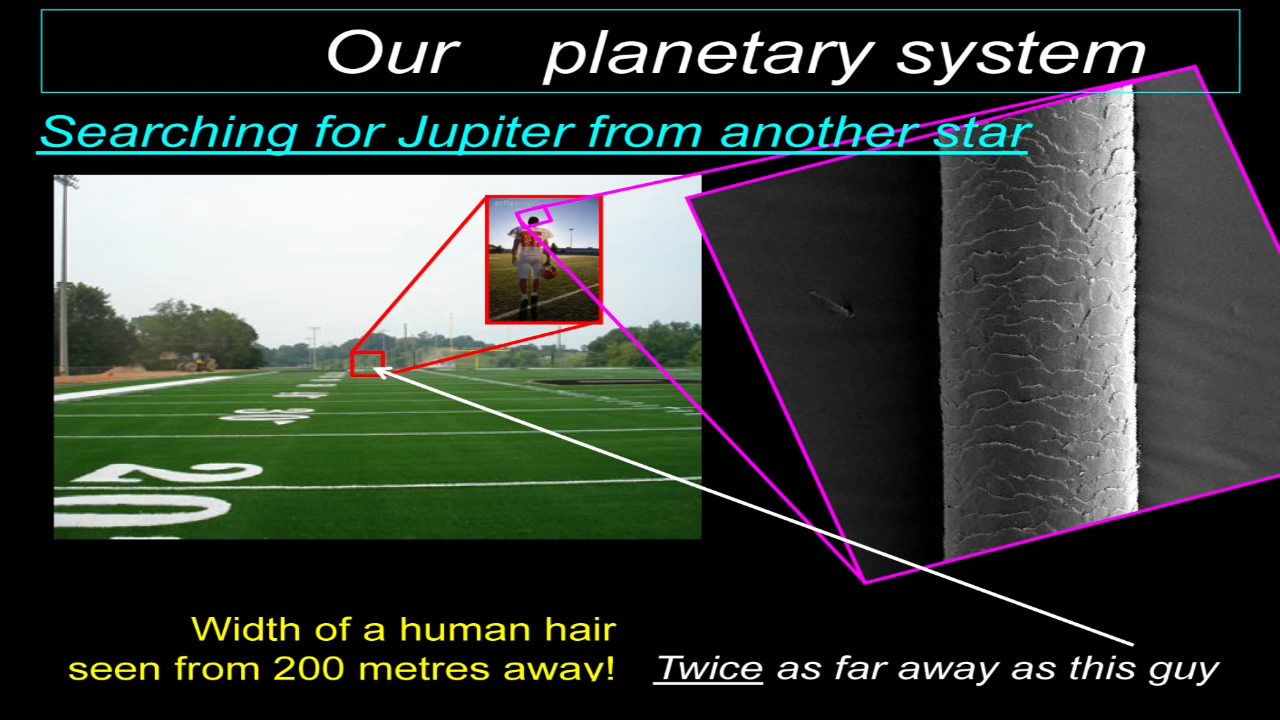 Our planetary system
Searching for Jupiter from another star
Width of a human hair
seen from 200 metres away!
Twice as far away as this guy
20